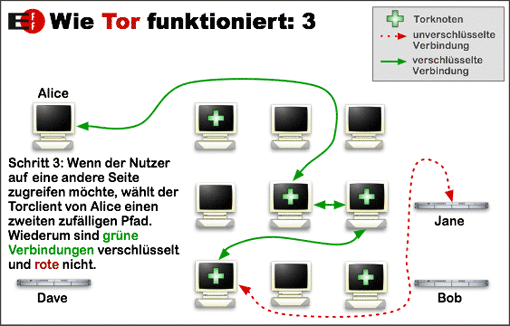 EFF Wie Tor funktioniert: 3
Torknoten
unverschlüsselte
Verbindung
verschlüsselte
Verbindung
Alice
Schritt 3: Wenn der Nutzer
auf eine andere Seite
zugreifen möchte, wählt der
Torclient von Alice einen
zweiten zufälligen Pfad.
Wiederum sind grüne
Verbindungen verschlüsselt
und rote nicht.
Jane
Dave
Bob